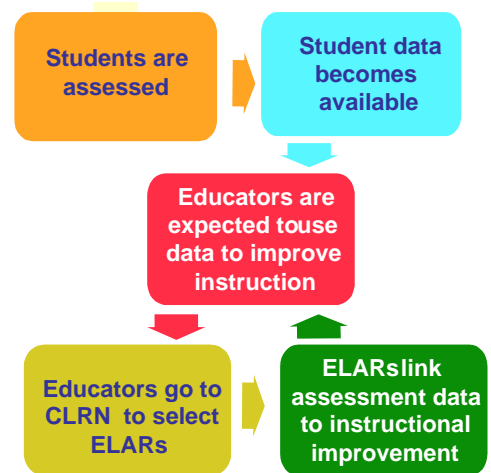 Students are
assessed
Student data
becomes
available
Educators are
expected touse
data to improve
instruction
Educators go to
CLRN to select
ELARs
ELARslink
assessment data
to instructional
improvement